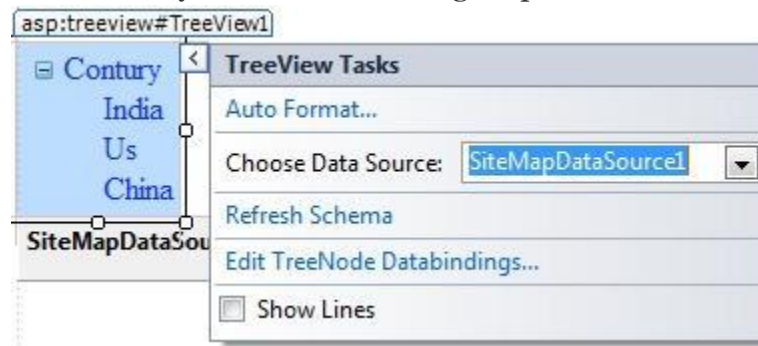 asp:treeview#TreeView1
Contury
India
Us
China
SiteMapDataSou
TreeView Tasks
Auto Format...
Choose Data Source: SiteMapDataSource1
Refresh Schema
Edit TreeNode Databindings...
Show Lines